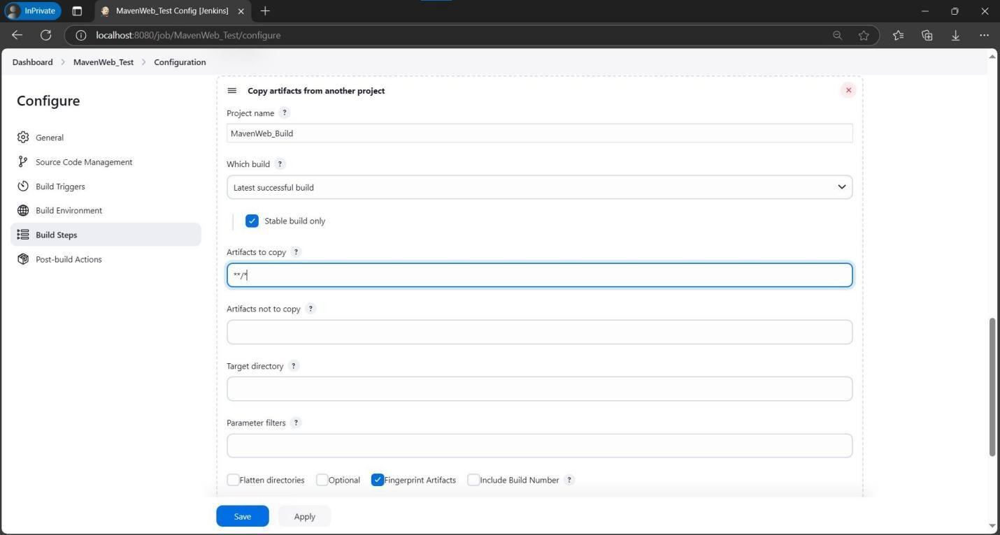 InPrivate
MavenWeb_Test Config [Jenkins]
localhost:8080/job/MavenWeb_Test/configure
Dashboard > MavenWeb_Test > Configuration
Configure
General
Source Code Management
Build Triggers
Build Environment
Build Steps
Post-build Actions
Copy artifacts from another project
Project name ?
MavenWeb_Build
Which build ?
Latest successful build
Stable build only
Artifacts to copy ?
**/*
Artifacts not to copy ?
Target directory ?
Parameter filters ?
Flatten directories Optional Fingerprint Artifacts Include Build Number ?
Save Apply